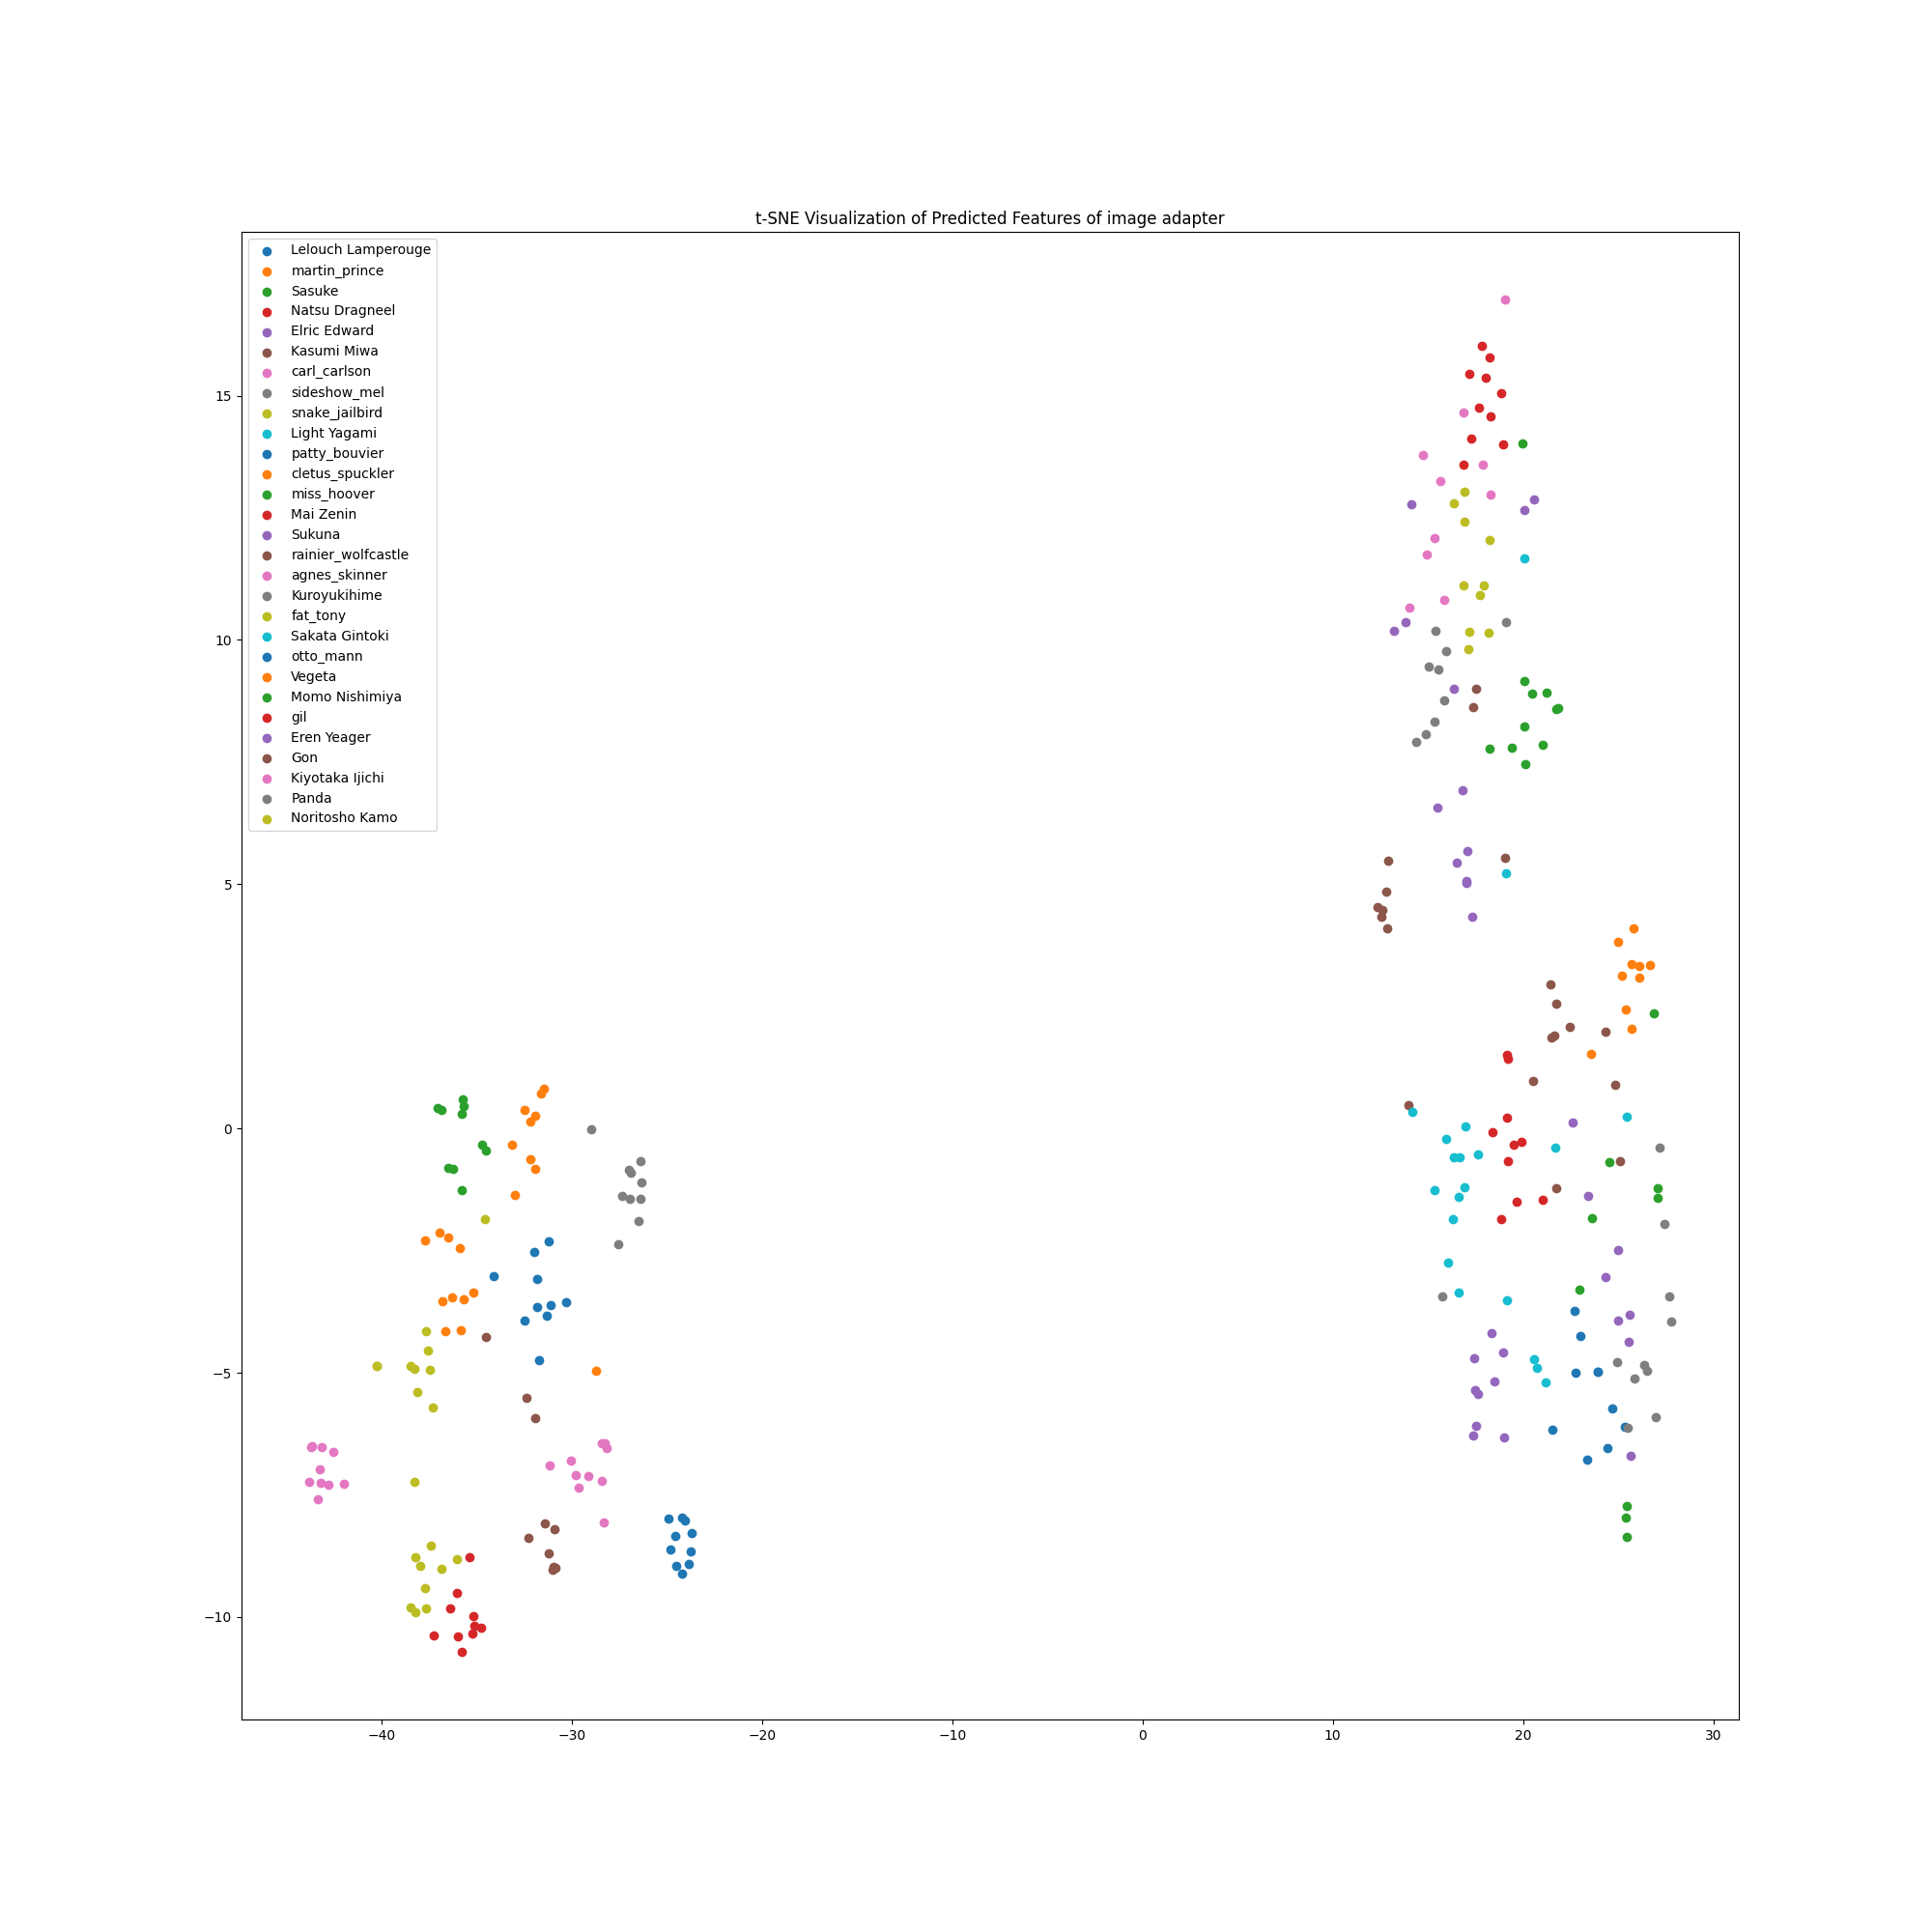 t-SNE Visualization of Predicted Features of image adapter
Lelouch Lamperouge
martin_prince
Sasuke
Natsu Dragneel
Elric Edward
Kasumi Miwa
carl_carlson
sideshow_mel
snake_jailbird
Light Yagami
patty_bouvier
cletus_spuckler
miss_hoover
Mai Zenin
Sukuna
rainier_wolfcastle
agnes_skinner
Kuroyukihime
fat_tony
Sakata Gintoki
otto_mann
Vegeta
Momo Nishimiya
gil
Eren Yeager
Gon
Kiyotaka Ijichi
Panda
Noritosho Kamo
15
10
5
0
−5
−10
−40 −30 −20 −10 0 10 20 30